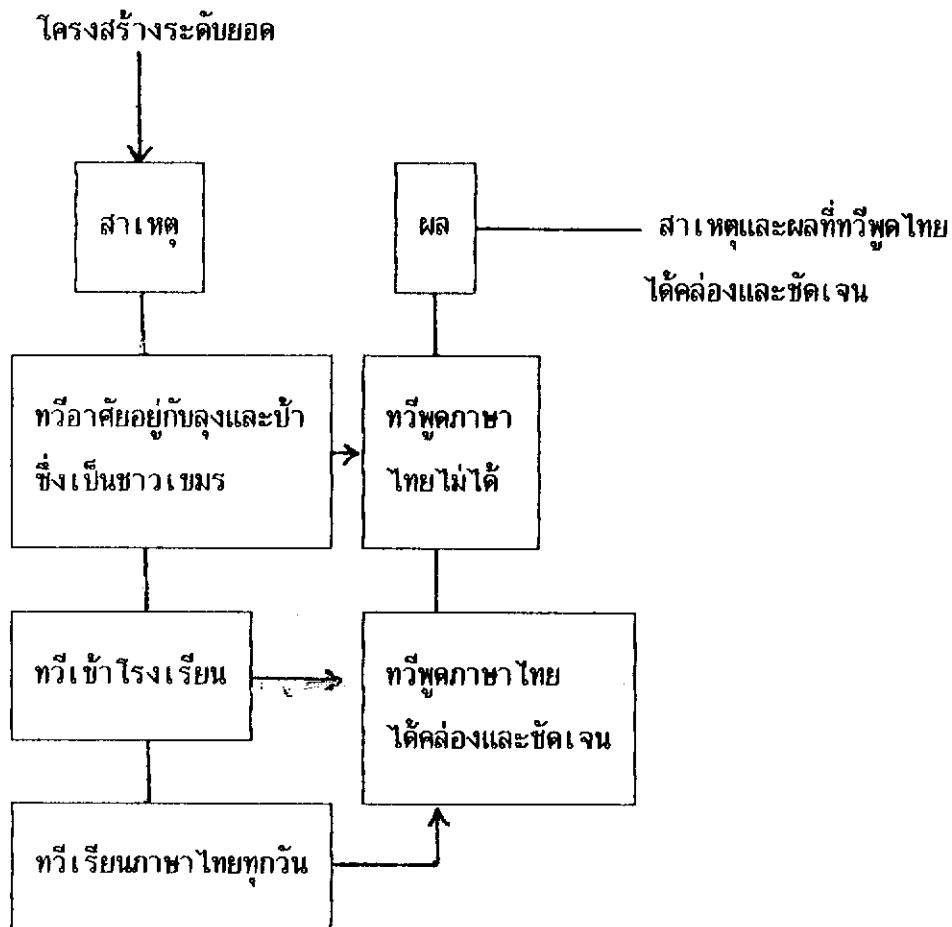 โครงสร้างระดับยอด
สาเหตุ
ผล
สาเหตุและผลที่ทวีพูดไทย
ได้คล่องและชัดเจน
ทวีอาศัยอยู่กับลุงและป้า
ซึ่งเป็นชาวเขมร
ทวีพูดภาษา
ไทยไม่ได้
ทวีเข้าโรงเรียน
ทวีพูดภาษาไทย
ได้คล่องและชัดเจน
ทวีเรียนภาษาไทยทุกวัน